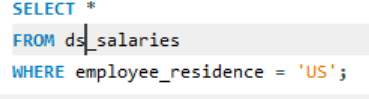 SELECT *
FROM ds_salaries
WHERE employee_residence = 'US';